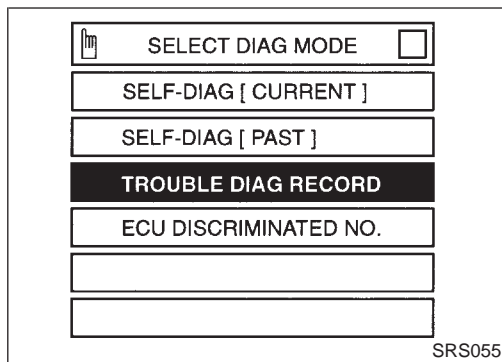 SELECT DIAG MODE
SELF-DIAG [ CURRENT ]
SELF-DIAG [ PAST ]
TROUBLE DIAG RECORD
ECU DISCRIMINATED NO.
SRS055